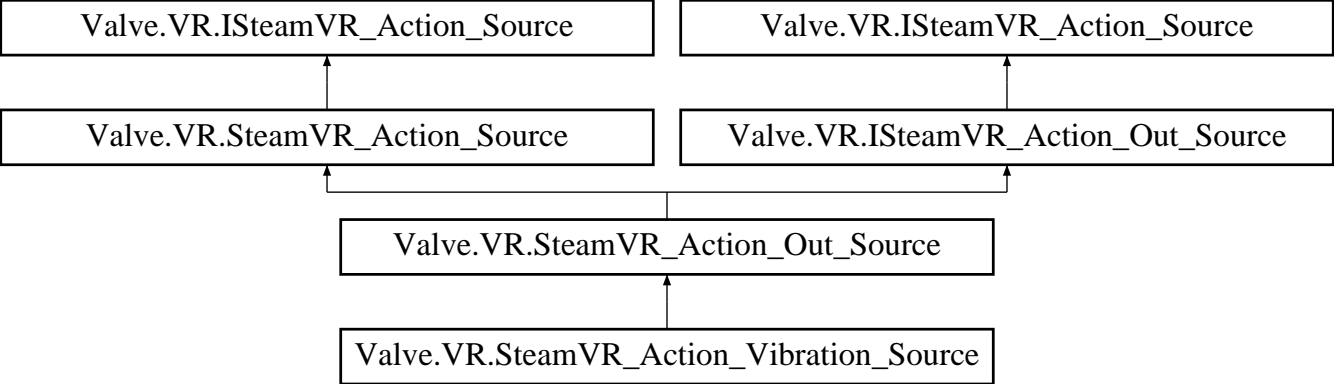 Valve.VR.ISteamVR_Action_Source
Valve.VR.ISteamVR_Action_Source
Valve.VR.SteamVR_Action_Source
Valve.VR.ISteamVR_Action_Out_Source
Valve.VR.SteamVR_Action_Out_Source
Valve.VR.SteamVR_Action_Vibration_Source